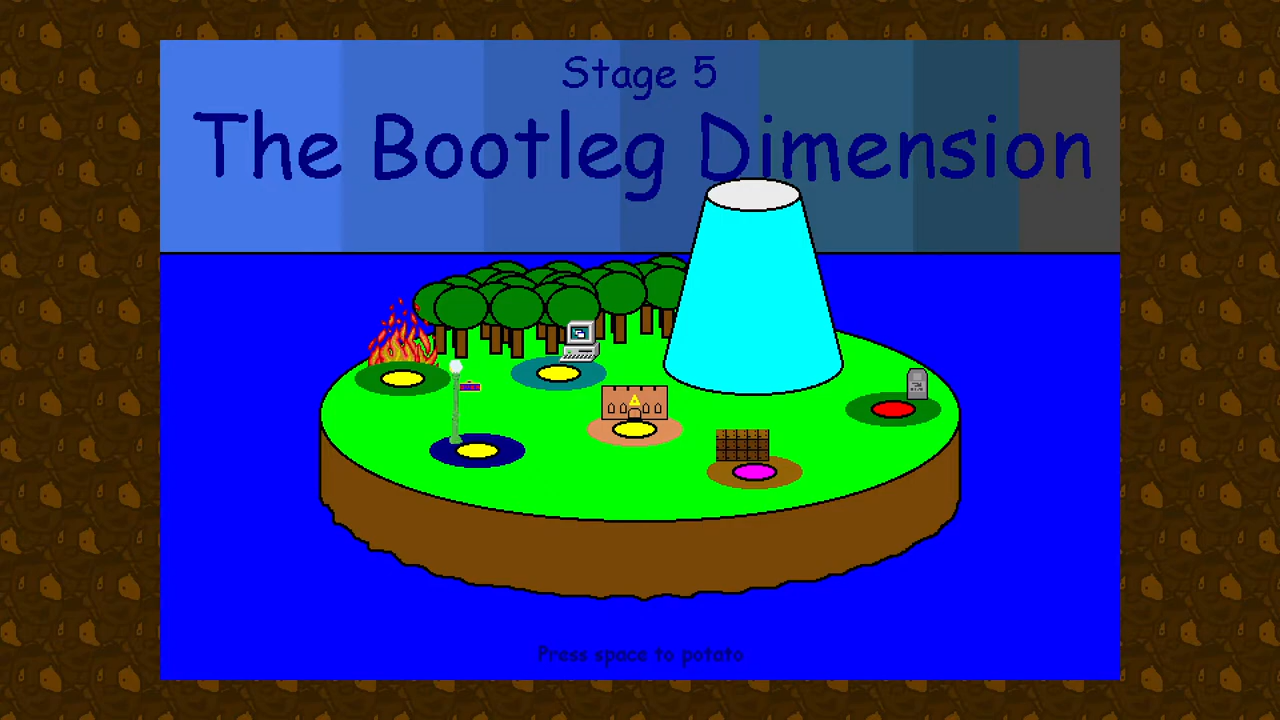 Stage 5
The Bootleg Dimension
Press space to potato